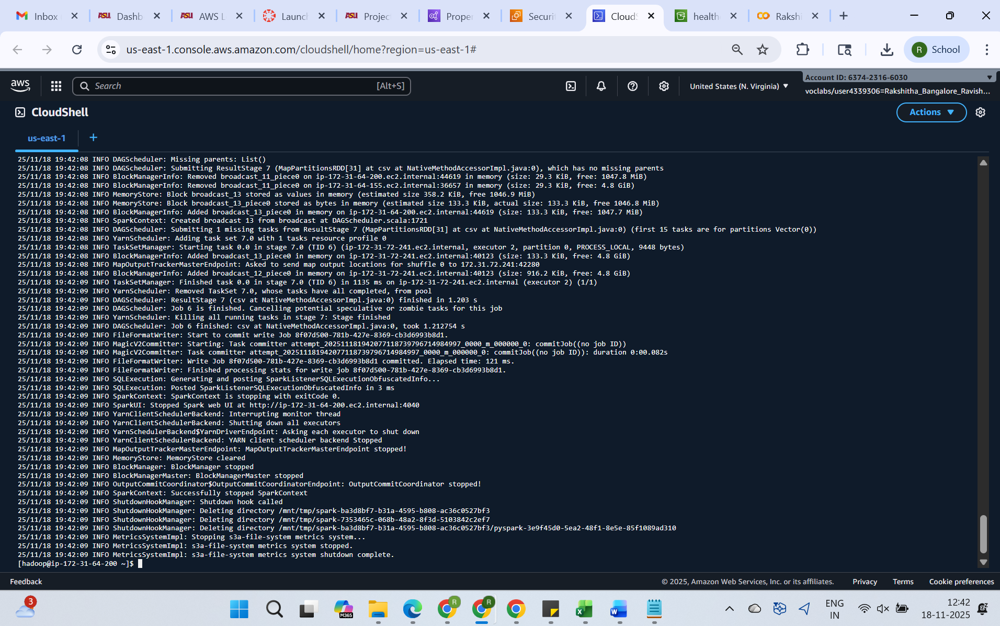 Inbox
Dashb
AWS L
Launch
Projec
Proper
Securi
CloudS
health
Rakshi
us-east-1.console.aws.amazon.com/cloudshell/home?region=us-east-1#
R School
aws
Search [Alt+S]
United States (N. Virginia)
Account ID: 6374-2316-6030
voclabs/user4339306=Rakshitha_Bangalore_Ravish...
CloudShell
Actions
us-east-1
25/11/18 19:42:08 INFO DAGScheduler: Missing parents: List()
25/11/18 19:42:08 INFO DAGScheduler: Submitting ResultStage 7 (MapPartitionsRDD[31] at csv at NativeMethodAccessorImpl.java:0), which has no missing parents
25/11/18 19:42:08 INFO BlockManagerInfo: Removed broadcast_11_piece0 on ip-172-31-64-200.ec2.internal:44619 in memory (size: 29.3 KiB, free: 1047.8 MiB)
25/11/18 19:42:08 INFO BlockManagerInfo: Removed broadcast_11_piece0 on ip-172-31-64-155.ec2.internal:36657 in memory (size: 29.3 KiB, free: 4.8 GiB)
25/11/18 19:42:08 INFO MemoryStore: Block broadcast_13 stored as values in memory (estimated size 358.2 KiB, free 1046.9 MiB)
25/11/18 19:42:08 INFO MemoryStore: Block broadcast_13_piece0 stored as bytes in memory (estimated size 133.3 KiB, actual size: 133.3 KiB, free 1046.8 MiB)
25/11/18 19:42:08 INFO BlockManagerInfo: Added broadcast_13_piece0 in memory on ip-172-31-64-200.ec2.internal:44619 (size: 133.3 KiB, free: 1047.7 MiB)
25/11/18 19:42:08 INFO SparkContext: Created broadcast 13 from broadcast at DAGScheduler.scala:1721
25/11/18 19:42:08 INFO DAGScheduler: Submitting 1 missing tasks from ResultStage 7 (MapPartitionsRDD[31] at csv at NativeMethodAccessorImpl.java:0) (first 15 tasks are for partitions Vector(0))
25/11/18 19:42:08 INFO YarnScheduler: Adding task set 7.0 with 1 tasks resource profile 0
25/11/18 19:42:08 INFO TaskSetManager: Starting task 0.0 in stage 7.0 (TID 6) (ip-172-31-72-241.ec2.internal, executor 2, partition 0, PROCESS_LOCAL, 9448 bytes)
25/11/18 19:42:08 INFO BlockManagerInfo: Added broadcast_13_piece0 in memory on ip-172-31-72-241.ec2.internal:40123 (size: 133.3 KiB, free: 4.8 GiB)
25/11/18 19:42:08 INFO MapOutputTrackerMasterEndpoint: Asked to send map output locations for shuffle 0 to 172.31.72.241:42280
25/11/18 19:42:08 INFO BlockManagerInfo: Added broadcast_12_piece0 in memory on ip-172-31-72-241.ec2.internal:40123 (size: 916.2 KiB, free: 4.8 GiB)
25/11/18 19:42:09 INFO TaskSetManager: Finished task 0.0 in stage 7.0 (TID 6) in 1135 ms on ip-172-31-72-241.ec2.internal (executor 2) (1/1)
25/11/18 19:42:09 INFO YarnScheduler: Removed TaskSet 7.0, whose tasks have all completed, from pool
25/11/18 19:42:09 INFO DAGScheduler: ResultStage 7 (csv at NativeMethodAccessorImpl.java:0) finished in 1.203 s
25/11/18 19:42:09 INFO DAGScheduler: Job 6 is finished. Cancelling potential speculative or zombie tasks for this job
25/11/18 19:42:09 INFO YarnScheduler: Killing all running tasks in stage 7: Stage finished
25/11/18 19:42:09 INFO DAGScheduler: Job 6 finished: csv at NativeMethodAccessorImpl.java:0, took 1.212754 s
25/11/18 19:42:09 INFO FileFormatWriter: Start to commit write Job 8f07d500-781b-427e-8369-cb3d6993b8d1.
25/11/18 19:42:09 INFO MagicV2Committer: Starting: Task committer attempt_202511181942077118739796714984997_0000_m_000000_0: commitJob((no job ID))
25/11/18 19:42:09 INFO MagicV2Committer: Task committer attempt_202511181942077118739796714984997_0000_m_000000_0: commitJob((no job ID)): duration 0:00.082s
25/11/18 19:42:09 INFO FileFormatWriter: Write Job 8f07d500-781b-427e-8369-cb3d6993b8d1 committed. Elapsed time: 121 ms.
25/11/18 19:42:09 INFO FileFormatWriter: Finished processing stats for write job 8f07d500-781b-427e-8369-cb3d6993b8d1.
25/11/18 19:42:09 INFO SQLExecution: Generating and posting SparkListenerSQLExecutionObfuscatedInfo...
25/11/18 19:42:09 INFO SQLExecution: Posted SparkListenerSQLExecutionObfuscatedInfo in 3 ms
25/11/18 19:42:09 INFO SparkContext: SparkContext is stopping with exitCode 0.
25/11/18 19:42:09 INFO SparkUI: Stopped Spark web UI at http://ip-172-31-64-200.ec2.internal:4040
25/11/18 19:42:09 INFO YarnClientSchedulerBackend: Interrupting monitor thread
25/11/18 19:42:09 INFO YarnClientSchedulerBackend: Shutting down all executors
25/11/18 19:42:09 INFO YarnSchedulerBackend$YarnDriverEndpoint: Asking each executor to shut down
25/11/18 19:42:09 INFO YarnClientSchedulerBackend: YARN client scheduler backend Stopped
25/11/18 19:42:09 INFO MapOutputTrackerMasterEndpoint: MapOutputTrackerMasterEndpoint stopped!
25/11/18 19:42:09 INFO MemoryStore: MemoryStore cleared
25/11/18 19:42:09 INFO BlockManager: BlockManager stopped
25/11/18 19:42:09 INFO BlockManagerMaster: BlockManagerMaster stopped
25/11/18 19:42:09 INFO OutputCommitCoordinator$OutputCommitCoordinatorEndpoint: OutputCommitCoordinator stopped!
25/11/18 19:42:09 INFO SparkContext: Successfully stopped SparkContext
25/11/18 19:42:09 INFO ShutdownHookManager: Shutdown hook called
25/11/18 19:42:09 INFO ShutdownHookManager: Deleting directory /mnt/tmp/spark-ba3d8bf7-b31a-4595-b808-ac36c0527bf3
25/11/18 19:42:09 INFO ShutdownHookManager: Deleting directory /mnt/tmp/spark-7353465c-068b-48a2-8f3d-5103842c2ef7
25/11/18 19:42:09 INFO ShutdownHookManager: Deleting directory /mnt/tmp/spark-ba3d8bf7-b31a-4595-b808-ac36c0527bf3/pyspark-3e9f45d0-5ea2-48f1-8e5e-85f1089ad310
25/11/18 19:42:09 INFO MetricsSystemImpl: Stopping s3a-file-system metrics system...
25/11/18 19:42:09 INFO MetricsSystemImpl: s3a-file-system metrics system stopped.
25/11/18 19:42:09 INFO MetricsSystemImpl: s3a-file-system metrics system shutdown complete.
[hadoop@ip-172-31-64-200 ~]$
Feedback
© 2025, Amazon Web Services, Inc. or its affiliates. Privacy Terms Cookie preferences
3
M365
ENG
IN
12:42
18-11-2025